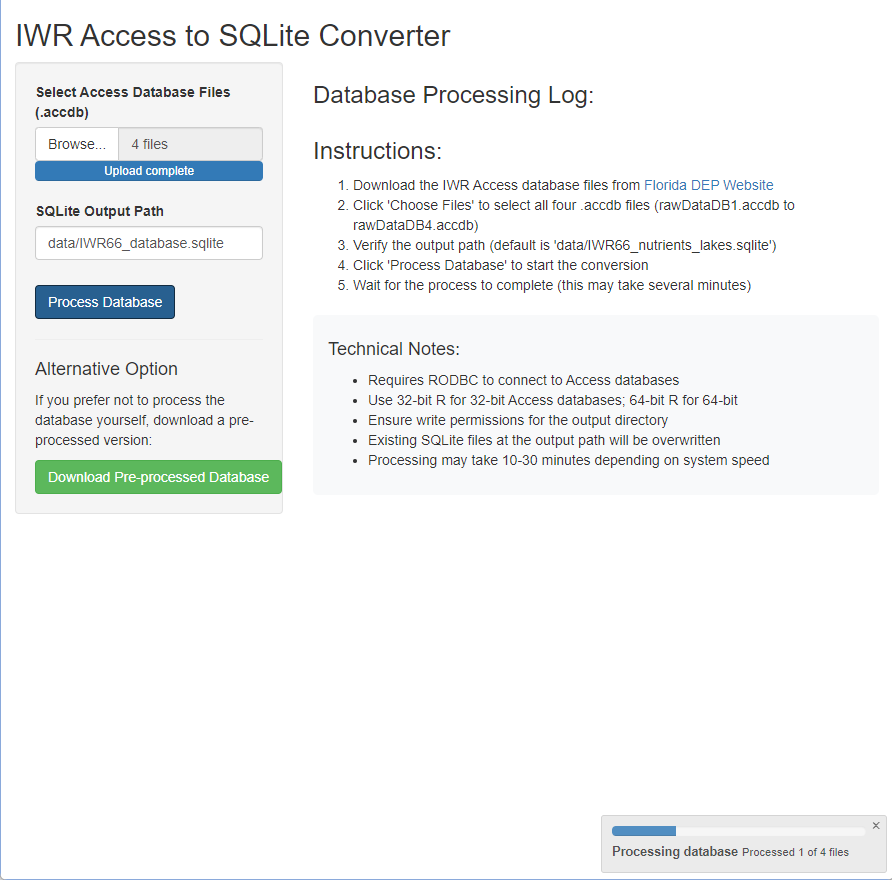 IWR Access to SQLite Converter
Select Access Database Files
(.accdb)
Browse... 4 files
Upload complete
SQLite Output Path
data/IWR66_database.sqlite
Process Database
Alternative Option
If you prefer not to process the
database yourself, download a pre-
processed version:
Download Pre-processed Database
Database Processing Log:
Instructions:
1. Download the IWR Access database files from Florida DEP Website
2. Click 'Choose Files' to select all four .accdb files (rawDataDB1.accdb to
rawDataDB4.accdb)
3. Verify the output path (default is 'data/IWR66_nutrients_lakes.sqlite')
4. Click 'Process Database' to start the conversion
5. Wait for the process to complete (this may take several minutes)
Technical Notes:
• Requires RODBC to connect to Access databases
• Use 32-bit R for 32-bit Access databases; 64-bit R for 64-bit
• Ensure write permissions for the output directory
• Existing SQLite files at the output path will be overwritten
• Processing may take 10-30 minutes depending on system speed
×
Processing database Processed 1 of 4 files